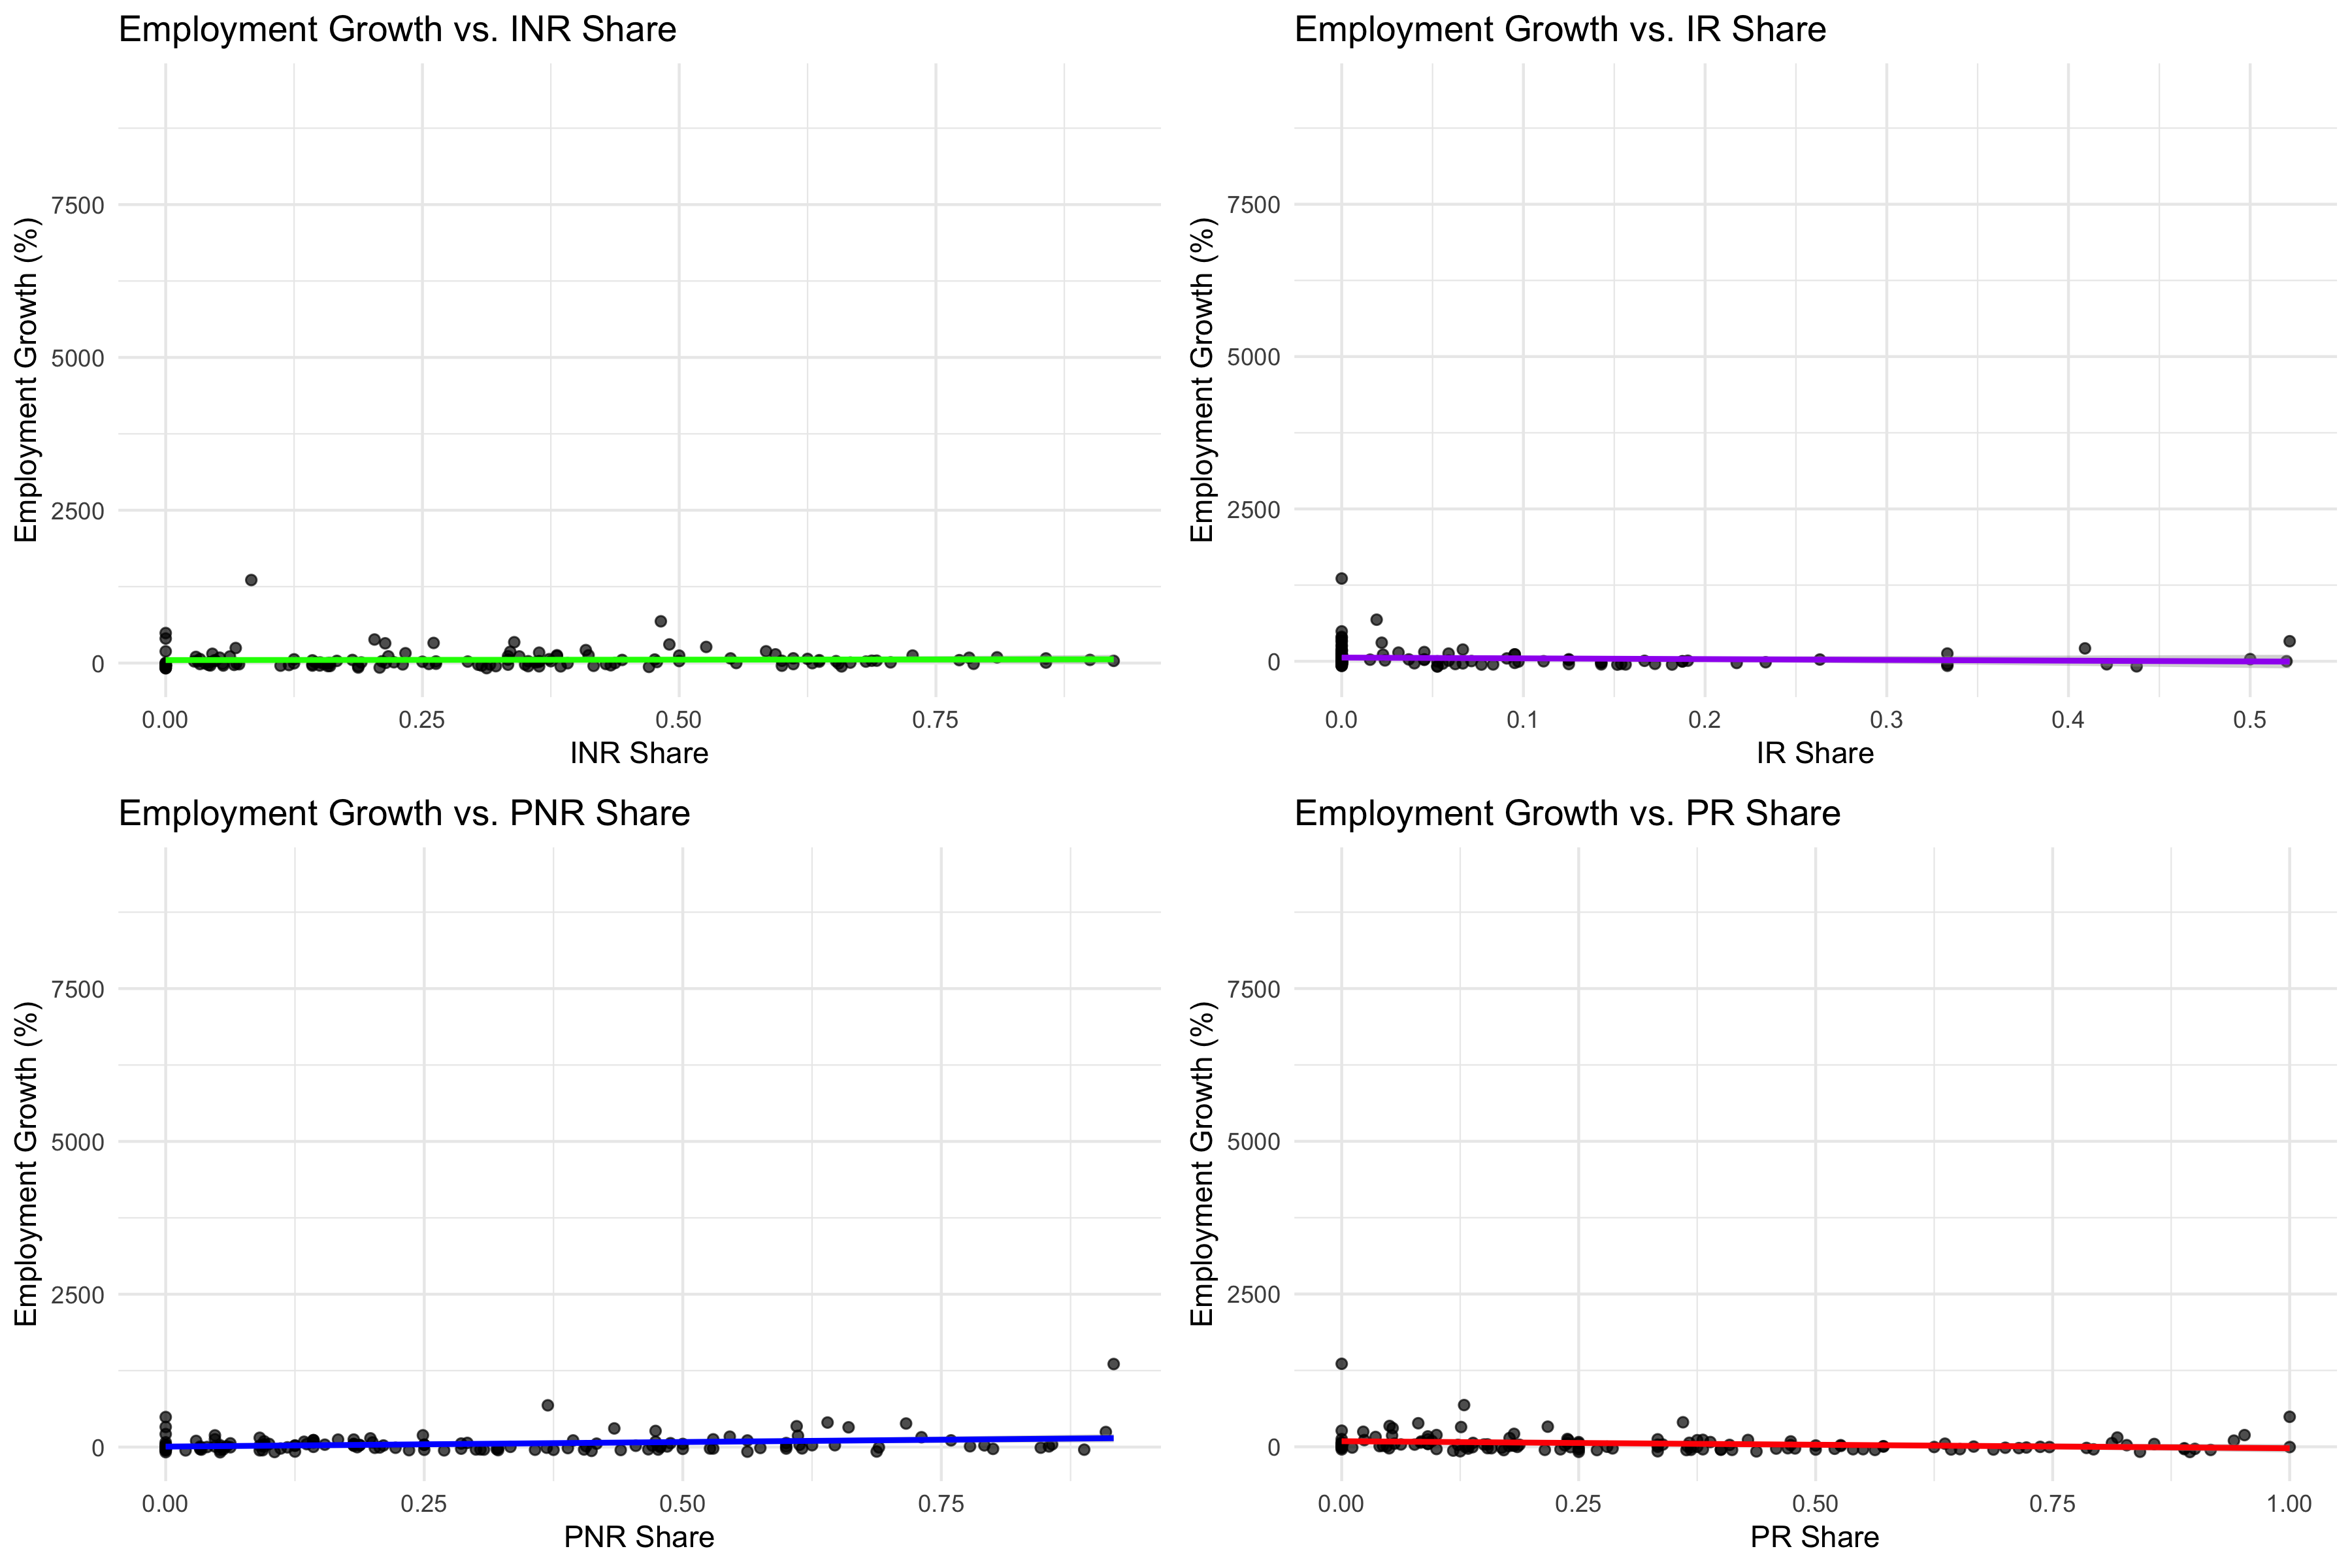 Employment Growth vs. INR Share
Employment Growth (%)
7500
5000
2500
0
0.00 0.25 0.50 0.75
INR Share
Employment Growth vs. IR Share
Employment Growth (%)
7500
5000
2500
0
0.0 0.1 0.2 0.3 0.4 0.5
IR Share
Employment Growth vs. PNR Share
Employment Growth (%)
7500
5000
2500
0
0.00 0.25 0.50 0.75
PNR Share
Employment Growth vs. PR Share
Employment Growth (%)
7500
5000
2500
0
0.00 0.25 0.50 0.75 1.00
PR Share